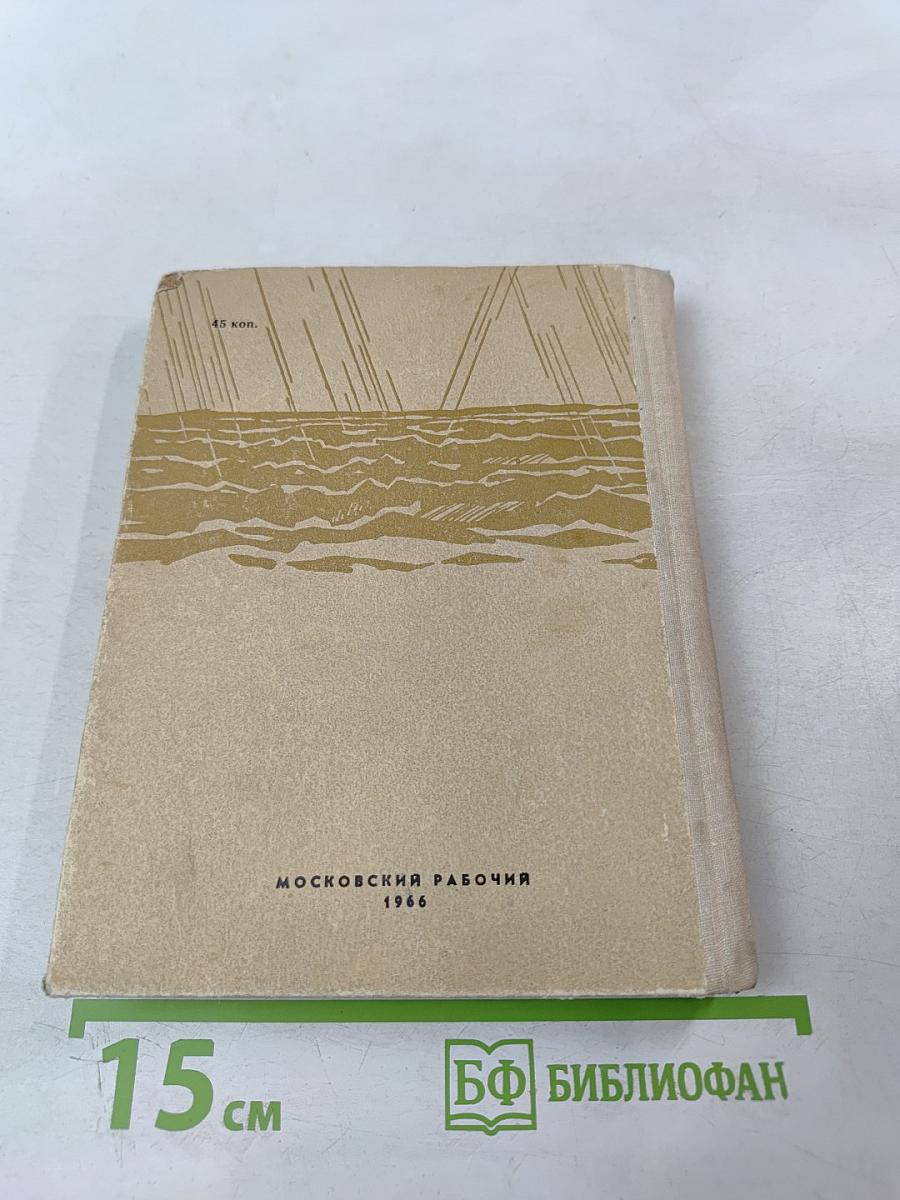 45 коп.
МОСКОВСКИЙ РАБОЧИЙ
1966
15 см
БФ БИБЛИОФАН